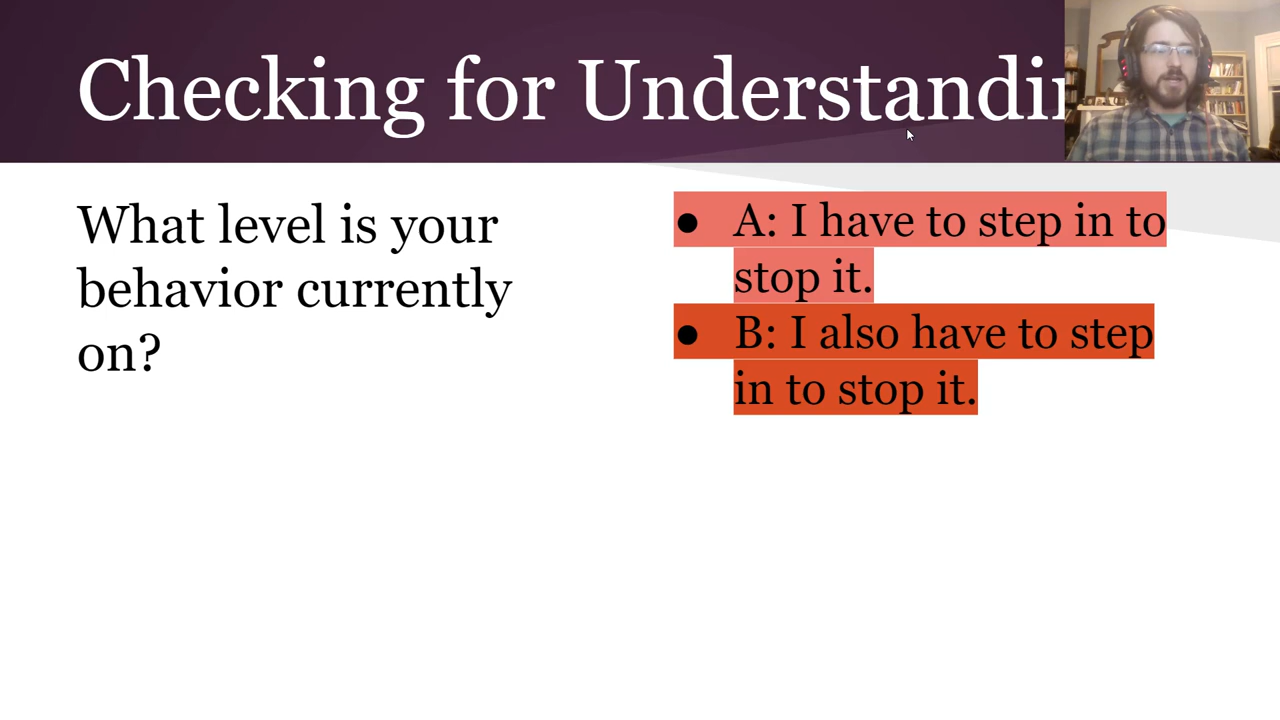 Checking for Understandin
What level is your
behavior currently
on?
● A: I have to step in to
stop it.
● B: I also have to step
in to stop it.